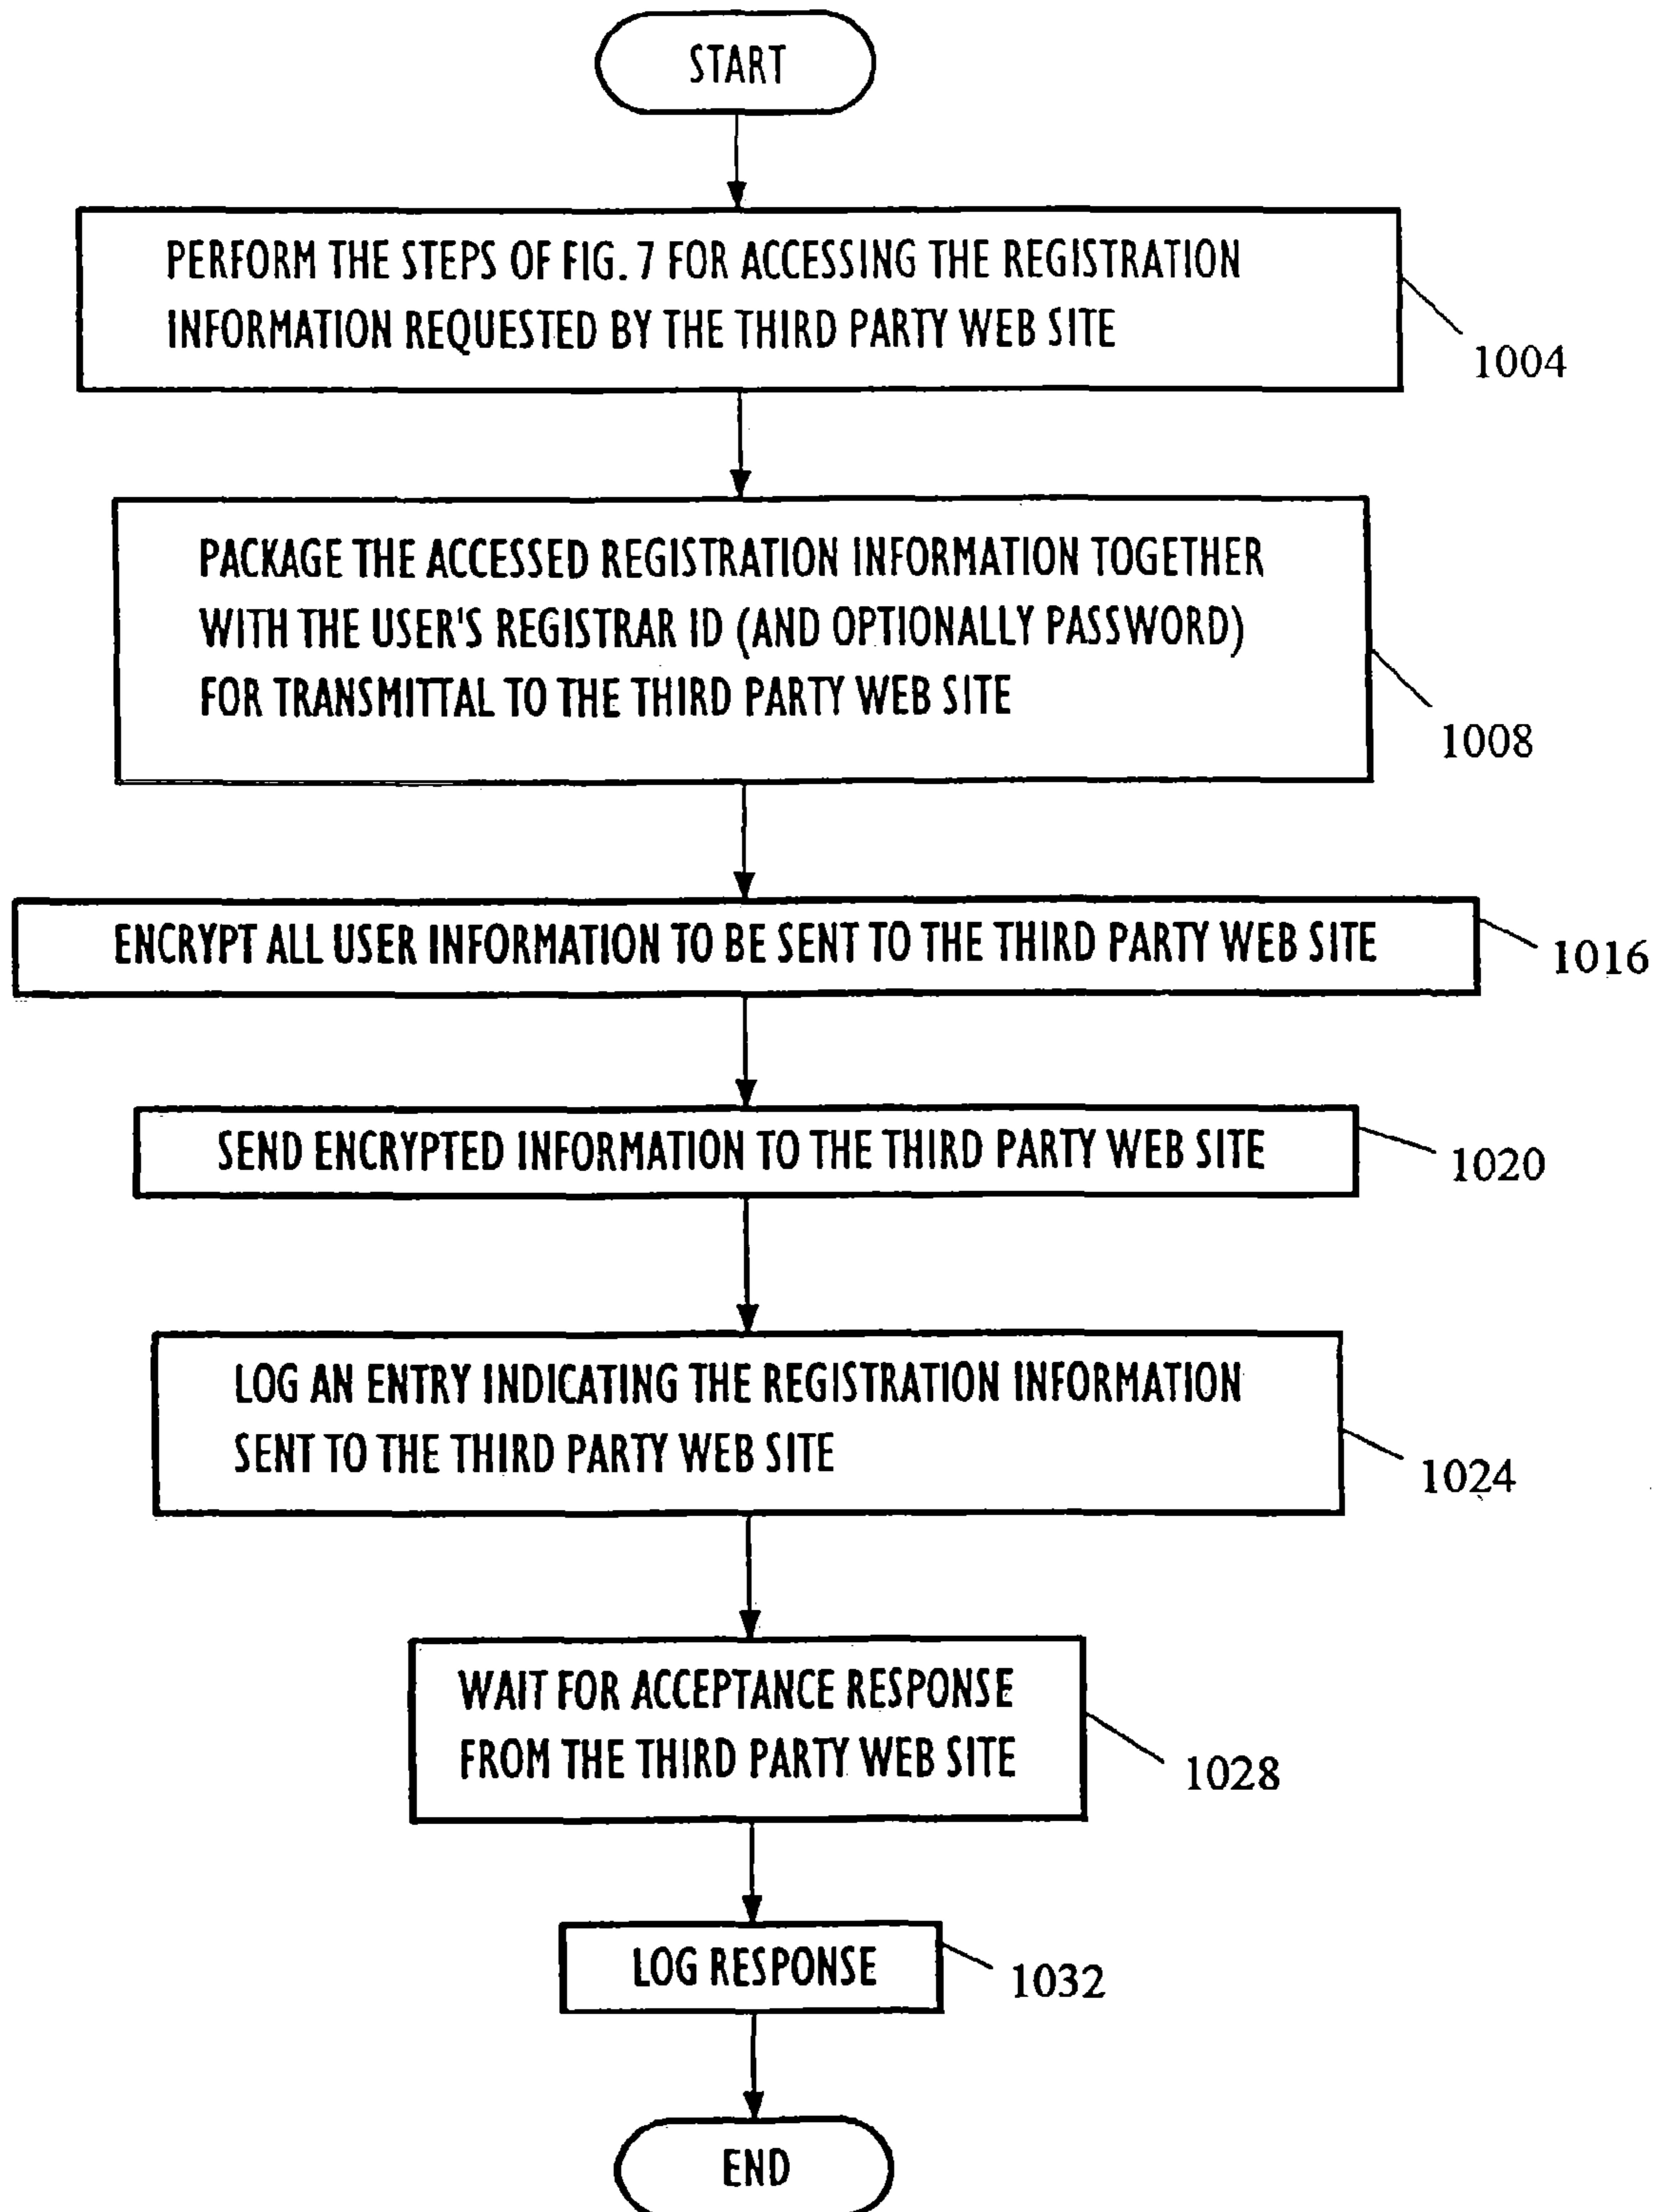 START
PERFORM THE STEPS OF FIG. 7 FOR ACCESSING THE REGISTRATION
INFORMATION REQUESTED BY THE THIRD PARTY WEB SITE
1004
PACKAGE THE ACCESSED REGISTRATION INFORMATION TOGETHER
WITH THE USER'S REGISTRAR ID (AND OPTIONALLY PASSWORD)
FOR TRANSMITTAL TO THE THIRD PARTY WEB SITE
1008
ENCRYPT ALL USER INFORMATION TO BE SENT TO THE THIRD PARTY WEB SITE
1016
SEND ENCRYPTED INFORMATION TO THE THIRD PARTY WEB SITE
1020
LOG AN ENTRY INDICATING THE REGISTRATION INFORMATION
SENT TO THE THIRD PARTY WEB SITE
1024
WAIT FOR ACCEPTANCE RESPONSE
FROM THE THIRD PARTY WEB SITE
1028
LOG RESPONSE
1032
END